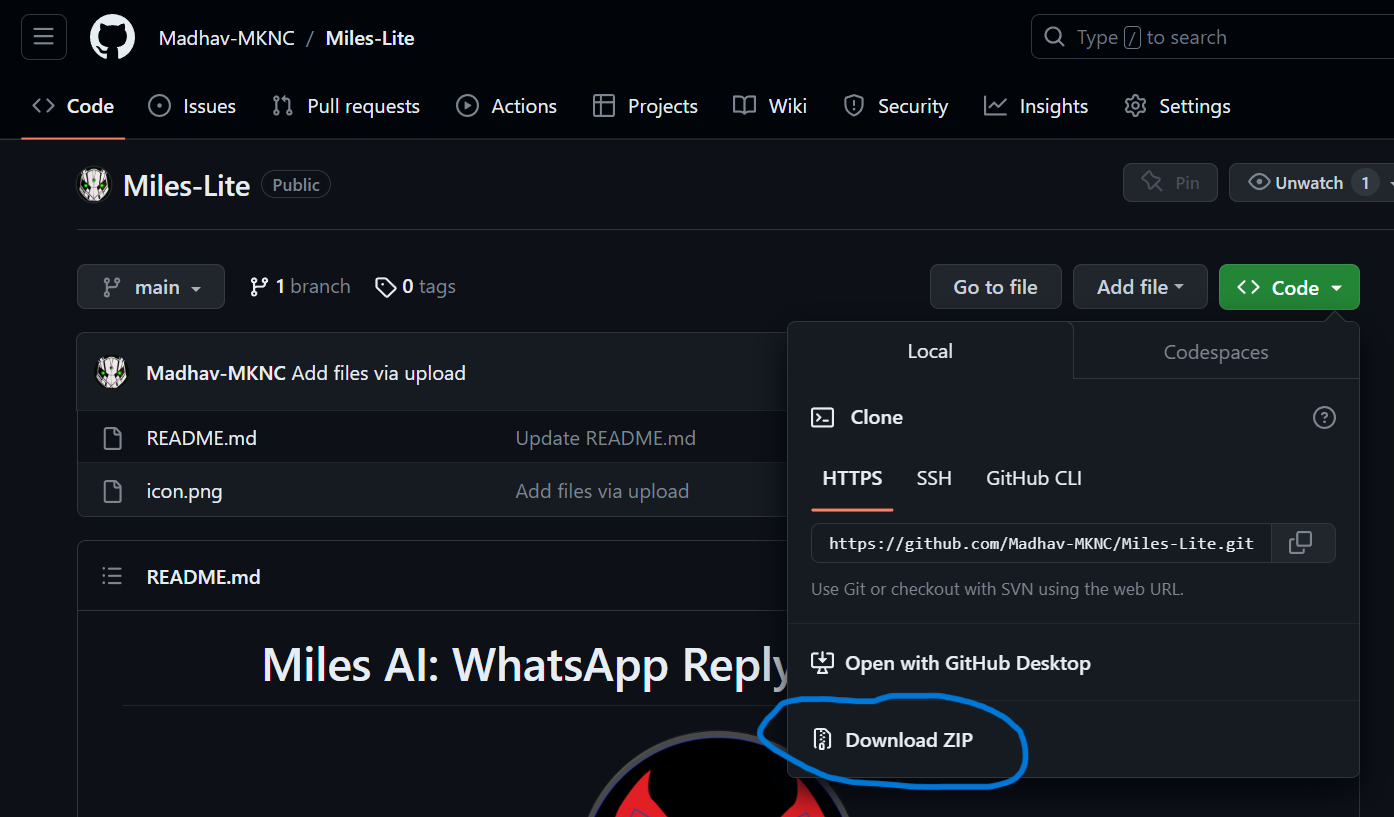 Madhav-MKNC / Miles-Lite
Type / to search
Code Issues Pull requests Actions Projects Wiki Security Insights Settings
Miles-Lite Public
Pin Unwatch 1
main 1 branch 0 tags
Go to file Add file Code
Local Codespaces
Madhav-MKNC Add files via upload
README.md Update README.md
icon.png Add files via upload
README.md
Miles AI: WhatsApp Reply
Clone
HTTPS SSH GitHub CLI
https://github.com/Madhav-MKNC/Miles-Lite.git
Use Git or checkout with SVN using the web URL.
Open with GitHub Desktop
Download ZIP